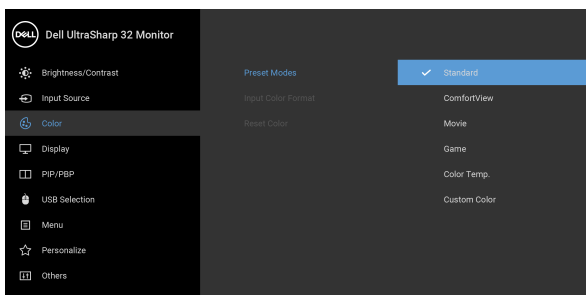 DELL Dell UltraSharp 32 Monitor
Brightness/Contrast
Input Source
Color
Display
PIP/PBP
USB Selection
Menu
Personalize
Others
Preset Modes
Input Color Format
Reset Color
Standard
ComfortView
Movie
Game
Color Temp.
Custom Color